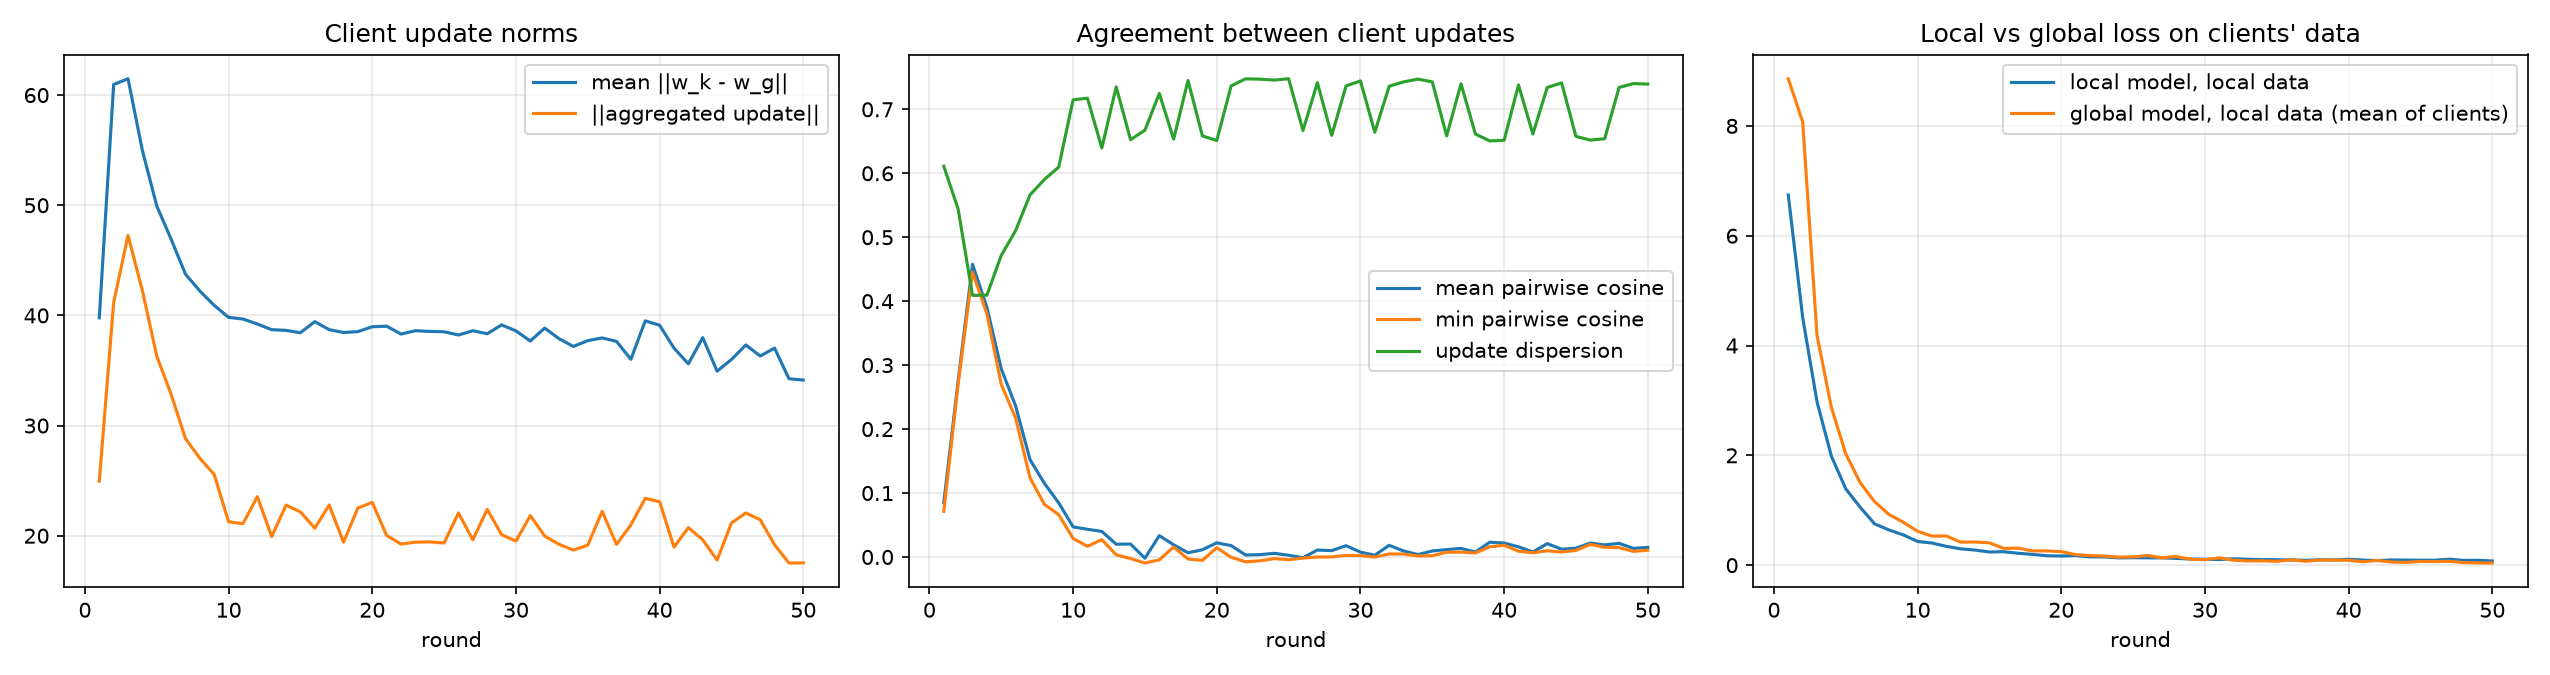 Client update norms
mean ||w_k - w_g||
||aggregated update||
60
50
40
30
20
0 10 20 30 40 50
round
Agreement between client updates
0.7
0.6
0.5
0.4
0.3
0.2
0.1
0.0
mean pairwise cosine
min pairwise cosine
update dispersion
0 10 20 30 40 50
round
Local vs global loss on clients' data
local model, local data
global model, local data (mean of clients)
8
6
4
2
0
0 10 20 30 40 50
round